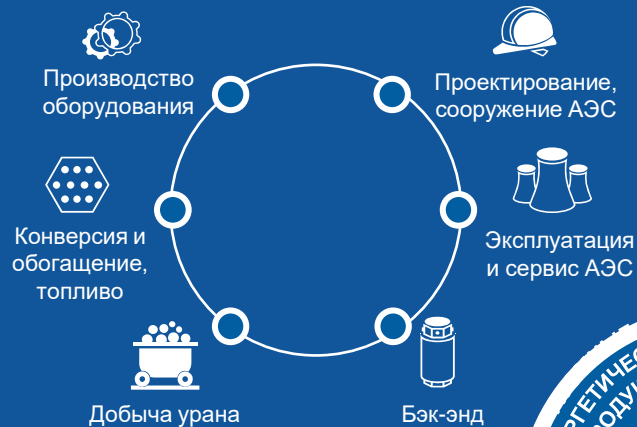 Производство
оборудования
Проектирование,
сооружение АЭС
Конверсия и
обогащение,
топливо
Эксплуатация
и сервис АЭС
Добыча урана
Бэк-энд